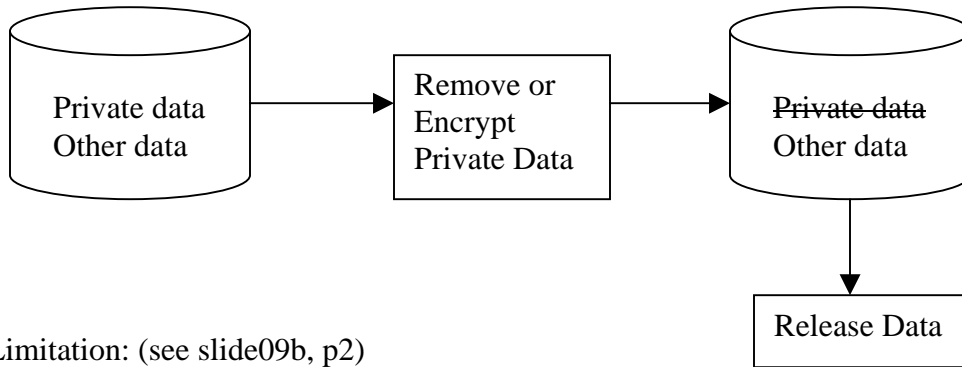 Private data
Other data
Remove or
Encrypt
Private Data
Private data
Other data
Release Data
Limitation: (see slide09b, p2)